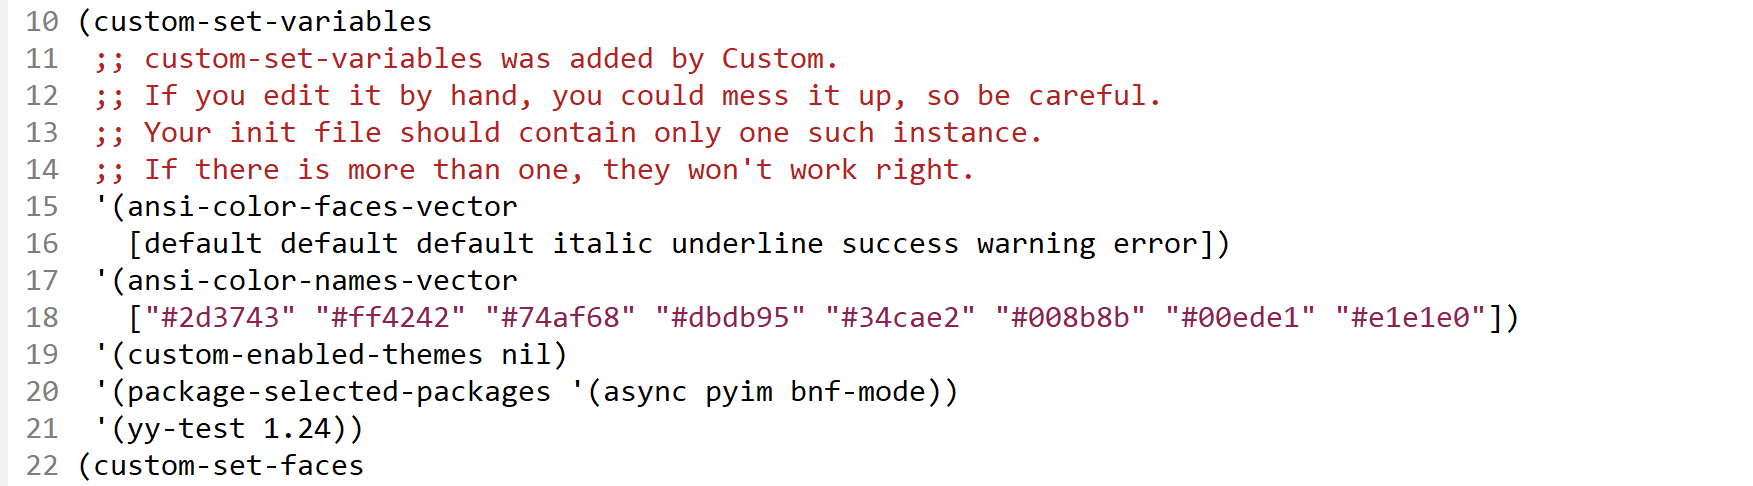 10 (custom-set-variables
11  ;; custom-set-variables was added by Custom.
12  ;; If you edit it by hand, you could mess it up, so be careful.
13  ;; Your init file should contain only one such instance.
14  ;; If there is more than one, they won't work right.
15  '(ansi-color-faces-vector
16    [default default default italic underline success warning error])
17  '(ansi-color-names-vector
18    ["#2d3743" "#ff4242" "#74af68" "#dbdb95" "#34cae2" "#008b8b" "#00ede1" "#e1e1e0"])
19  '(custom-enabled-themes nil)
20  '(package-selected-packages '(async pyim bnf-mode))
21  '(yy-test 1.24))
22 (custom-set-faces